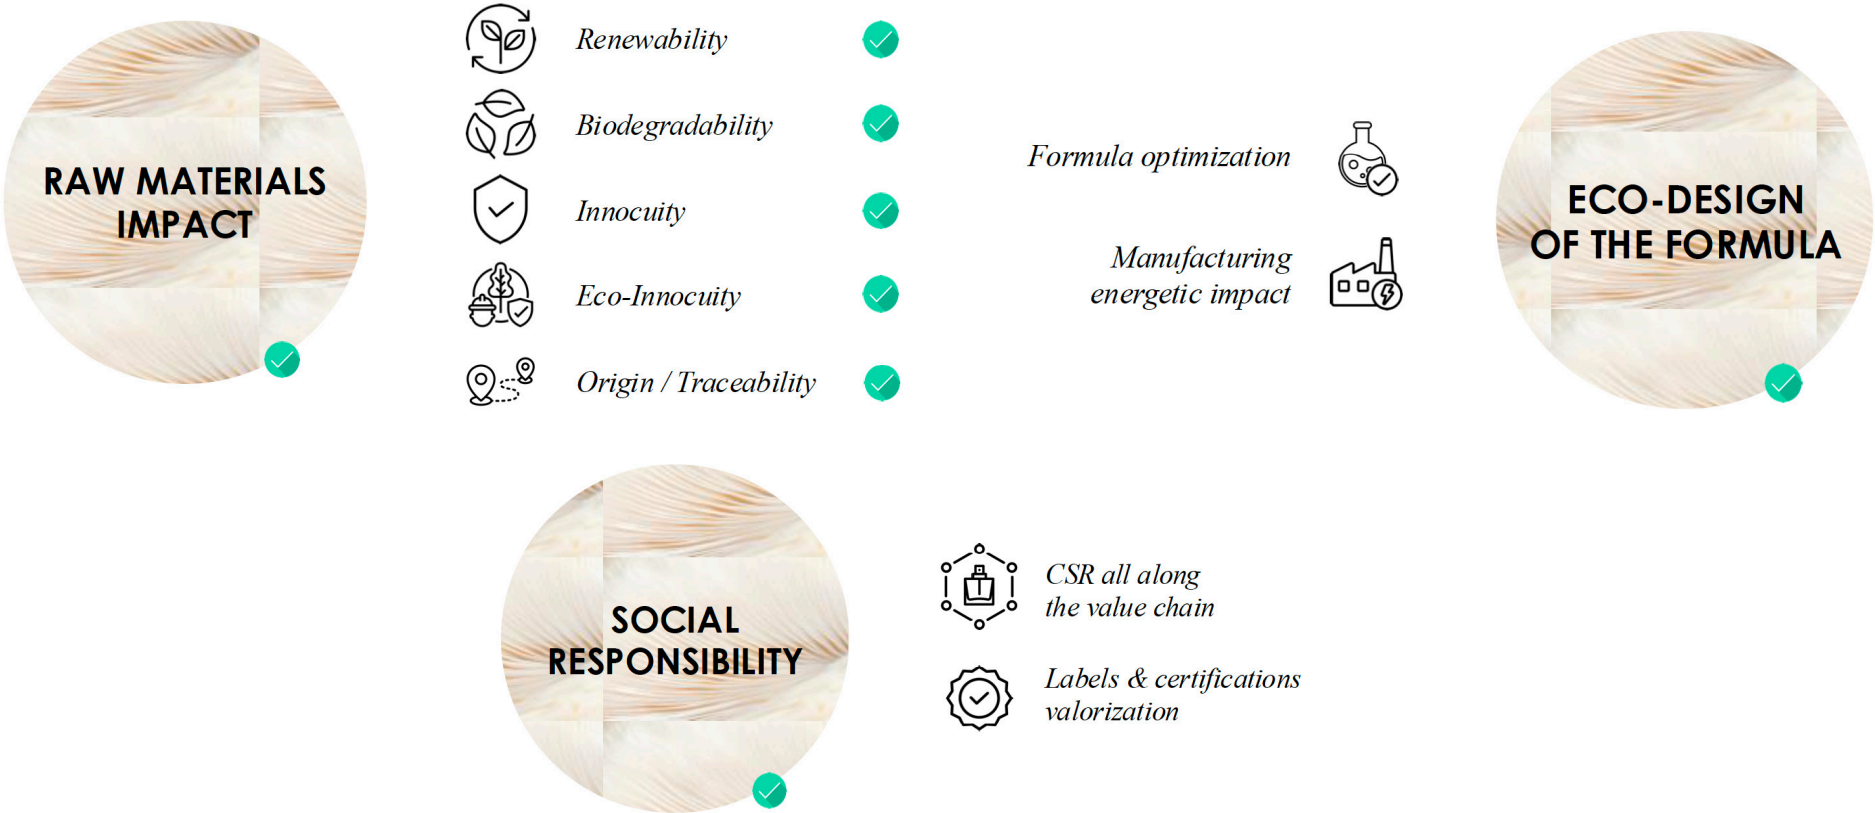 RAW MATERIALS
IMPACT
Renewability
Biodegradability
Innocuity
Eco-Innocuity
Origin / Traceability
Formula optimization
Manufacturing
energetic impact
ECO-DESIGN
OF THE FORMULA
SOCIAL
RESPONSIBILITY
CSR all along
the value chain
Labels & certifications
valorization